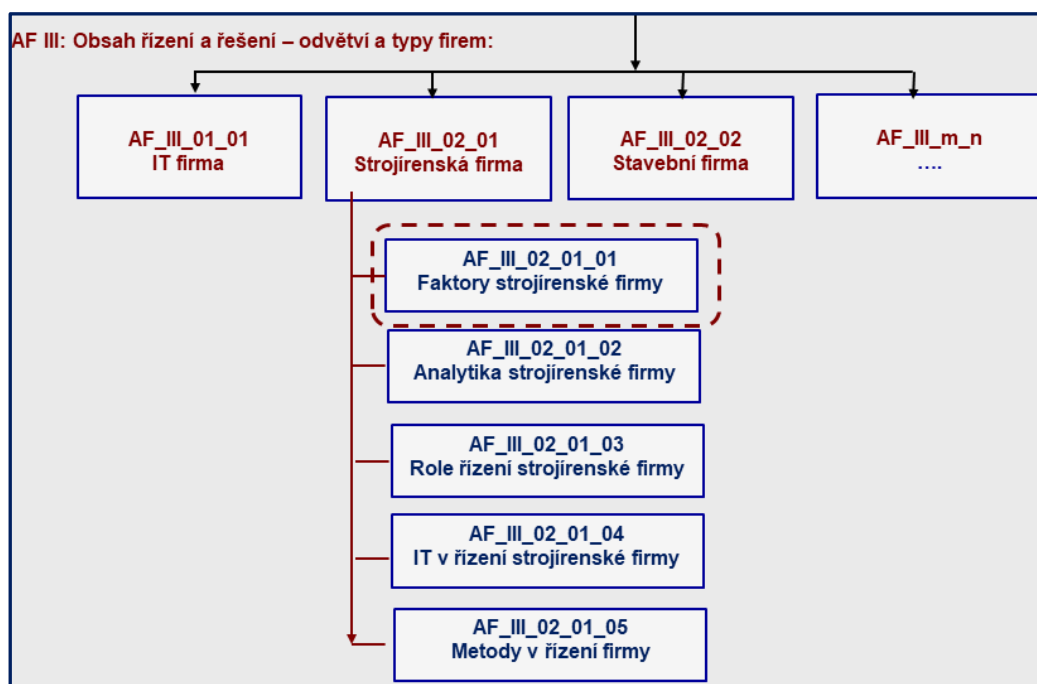 AF III: Obsah řízení a řešení – odvětví a typy firem:
AF_III_01_01
IT firma
AF_III_02_01
Strojírenská firma
AF_III_02_02
Stavební firma
AF_III_m_n
....
AF_III_02_01_01
Faktory strojírenské firmy
AF_III_02_01_02
Analytika strojírenské firmy
AF_III_02_01_03
Role řízení strojírenské firmy
AF_III_02_01_04
IT v řízení strojírenské firmy
AF_III_02_01_05
Metody v řízení firmy